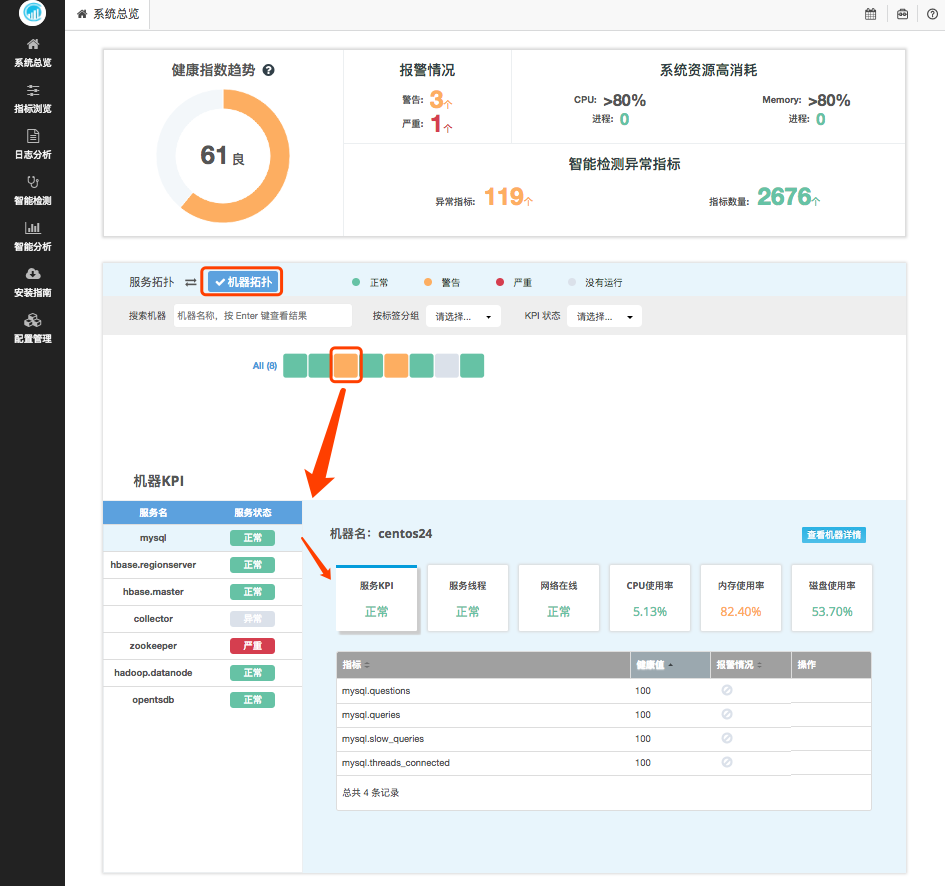 系统总览
系统总览
指标浏览
日志分析
智能检测
智能分析
安装指南
配置管理
健康指数趋势
61 良
报警情况
警告: 3个
严重: 1个
系统资源高消耗
CPU: >80%
进程: 0
Memory: >80%
进程: 0
智能检测异常指标
异常指标: 119个
指标数量: 2676个
服务拓扑 机器拓扑 正常 警告 严重 没有运行
搜索机器 机器名称，按 Enter 键查看结果 按标签分组 请选择... KPI 状态 请选择...
All (8)
机器KPI
服务名 服务状态
mysql 正常
hbase.regionserver 正常
hbase.master 正常
collector 异常
zookeeper 严重
hadoop.datanode 正常
opentsdb 正常
机器名：centos24
查看机器详情
服务KPI 服务线程 网络在线 CPU使用率 内存使用率 磁盘使用率
正常 正常 正常 5.13% 82.40% 53.70%
指标 健康值 报警情况 操作
mysql.questions 100
mysql.queries 100
mysql.slow_queries 100
mysql.threads_connected 100
总共 4 条记录